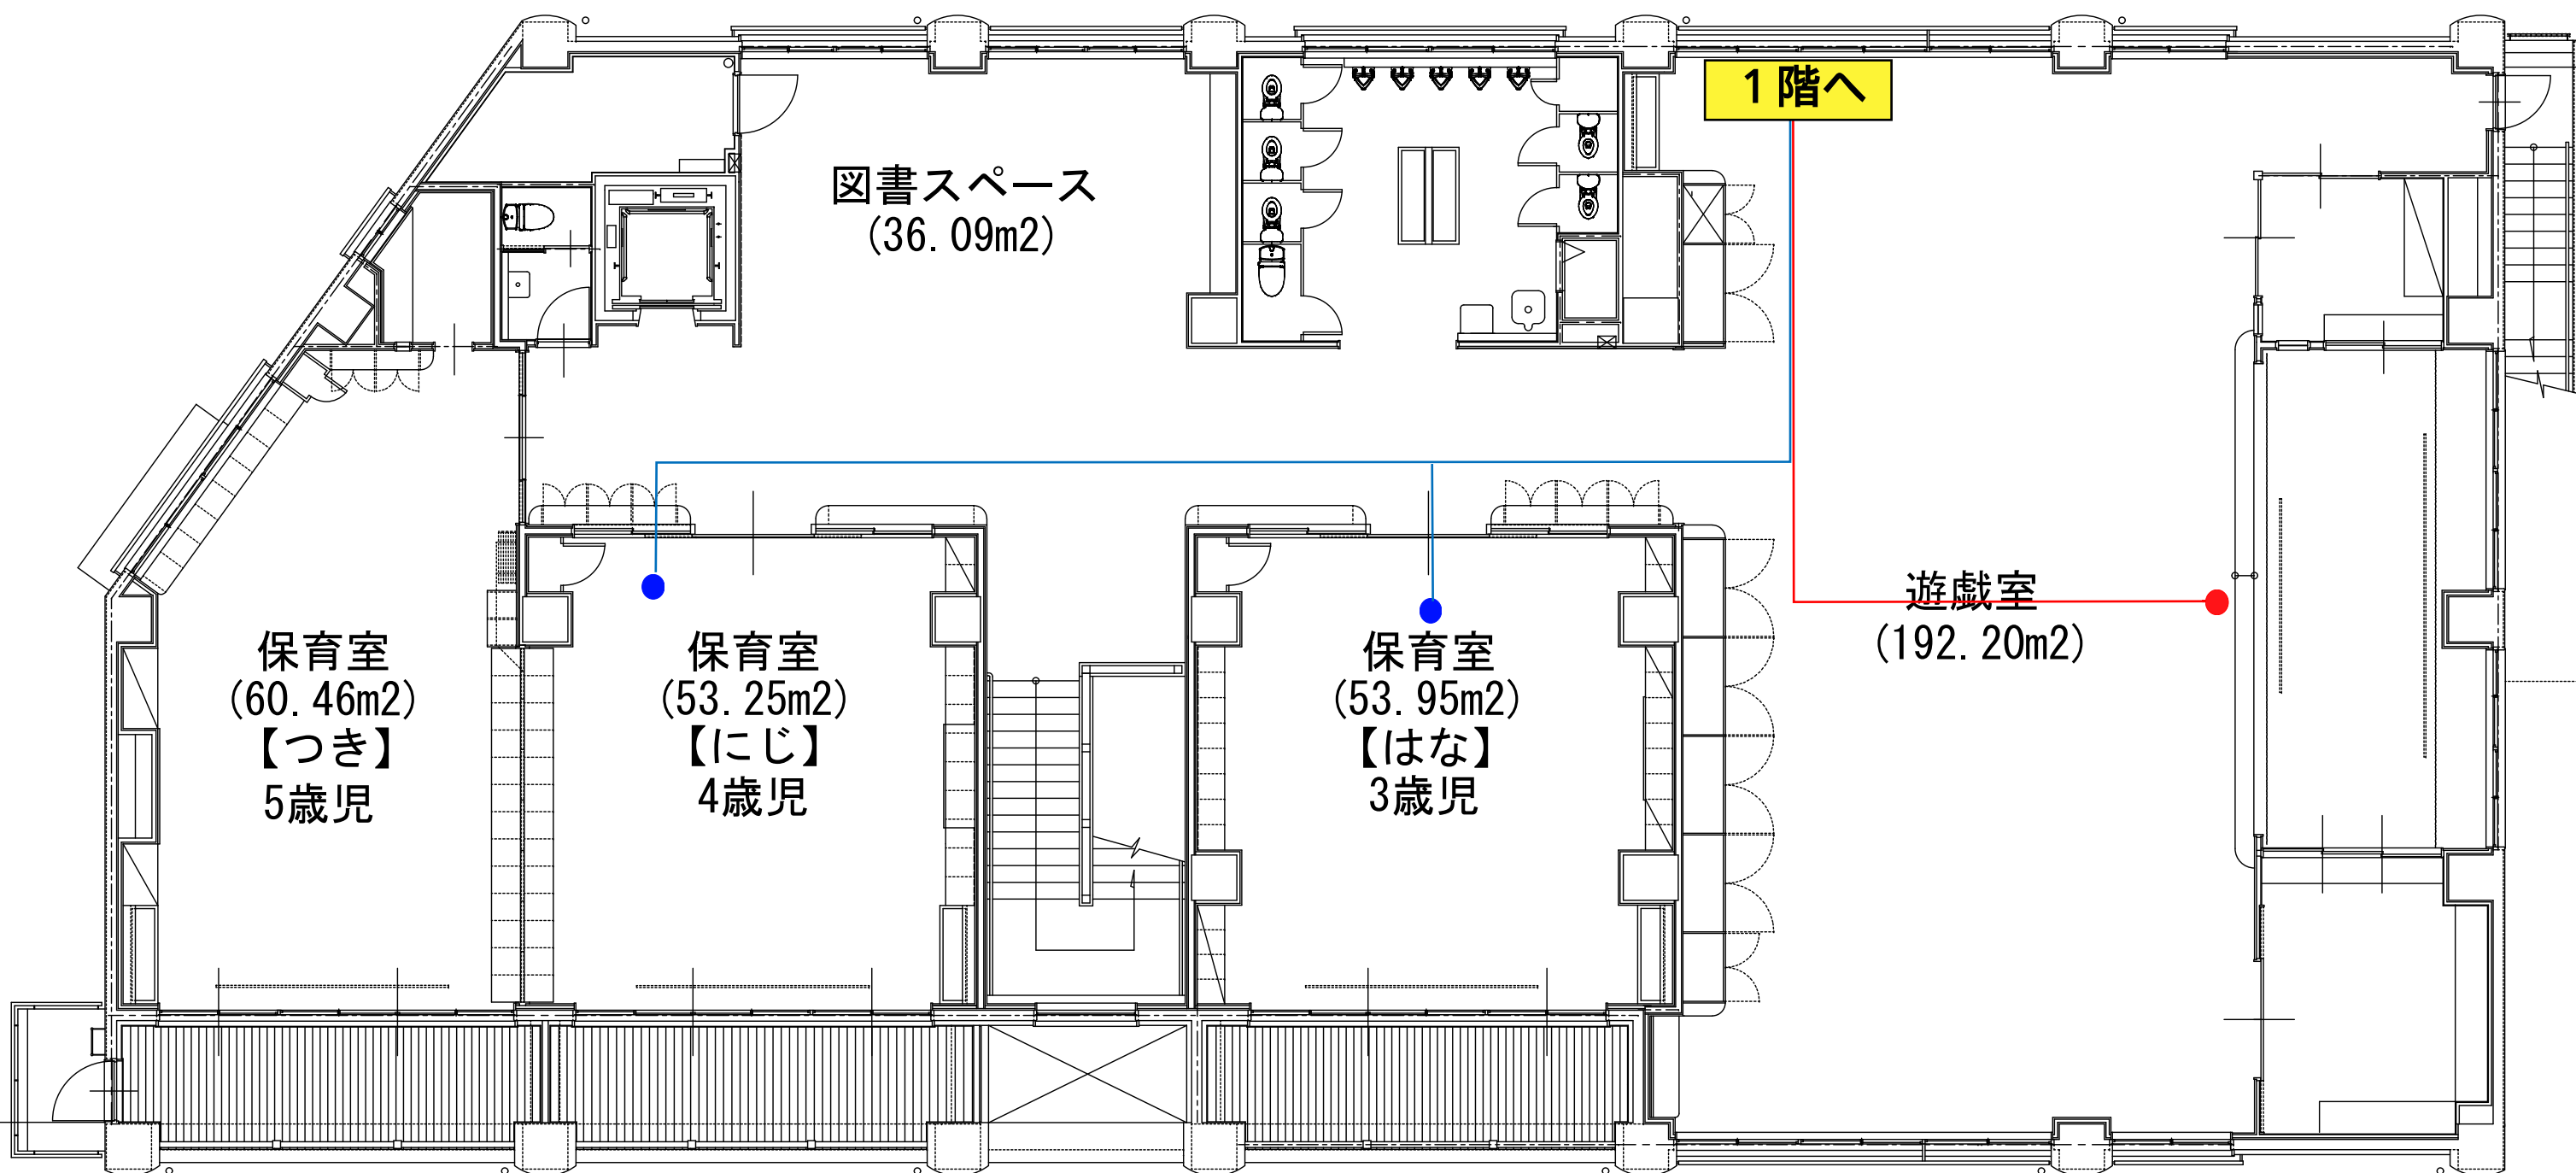 1階へ
図書スペース
(36.09m2)
遊戯室
(192.20m2)
保育室
(60.46m2)
【つき】
5歳児
保育室
(53.25m2)
【にじ】
4歳児
保育室
(53.95m2)
【はな】
3歳児